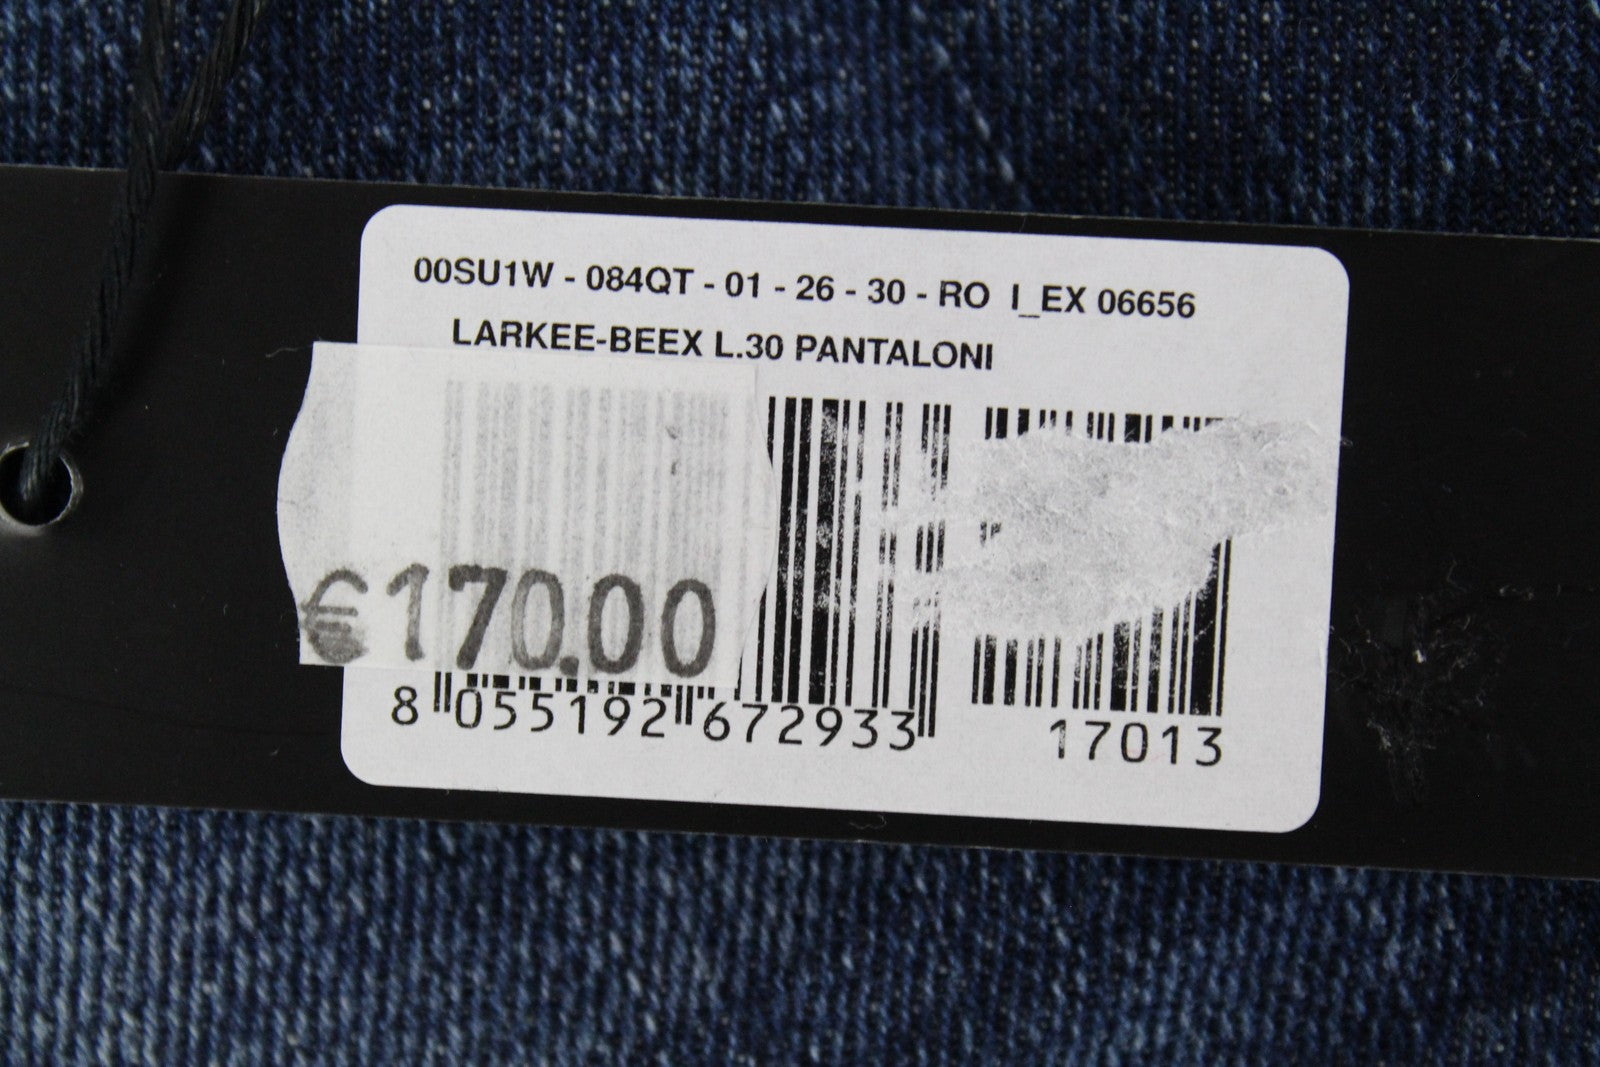 00SU1W - 084QT - 01 - 26 - 30 - RO I_EX 06656
LARKEE-BEEX L.30 PANTALONI
€170.00
8 055192 672933 17013